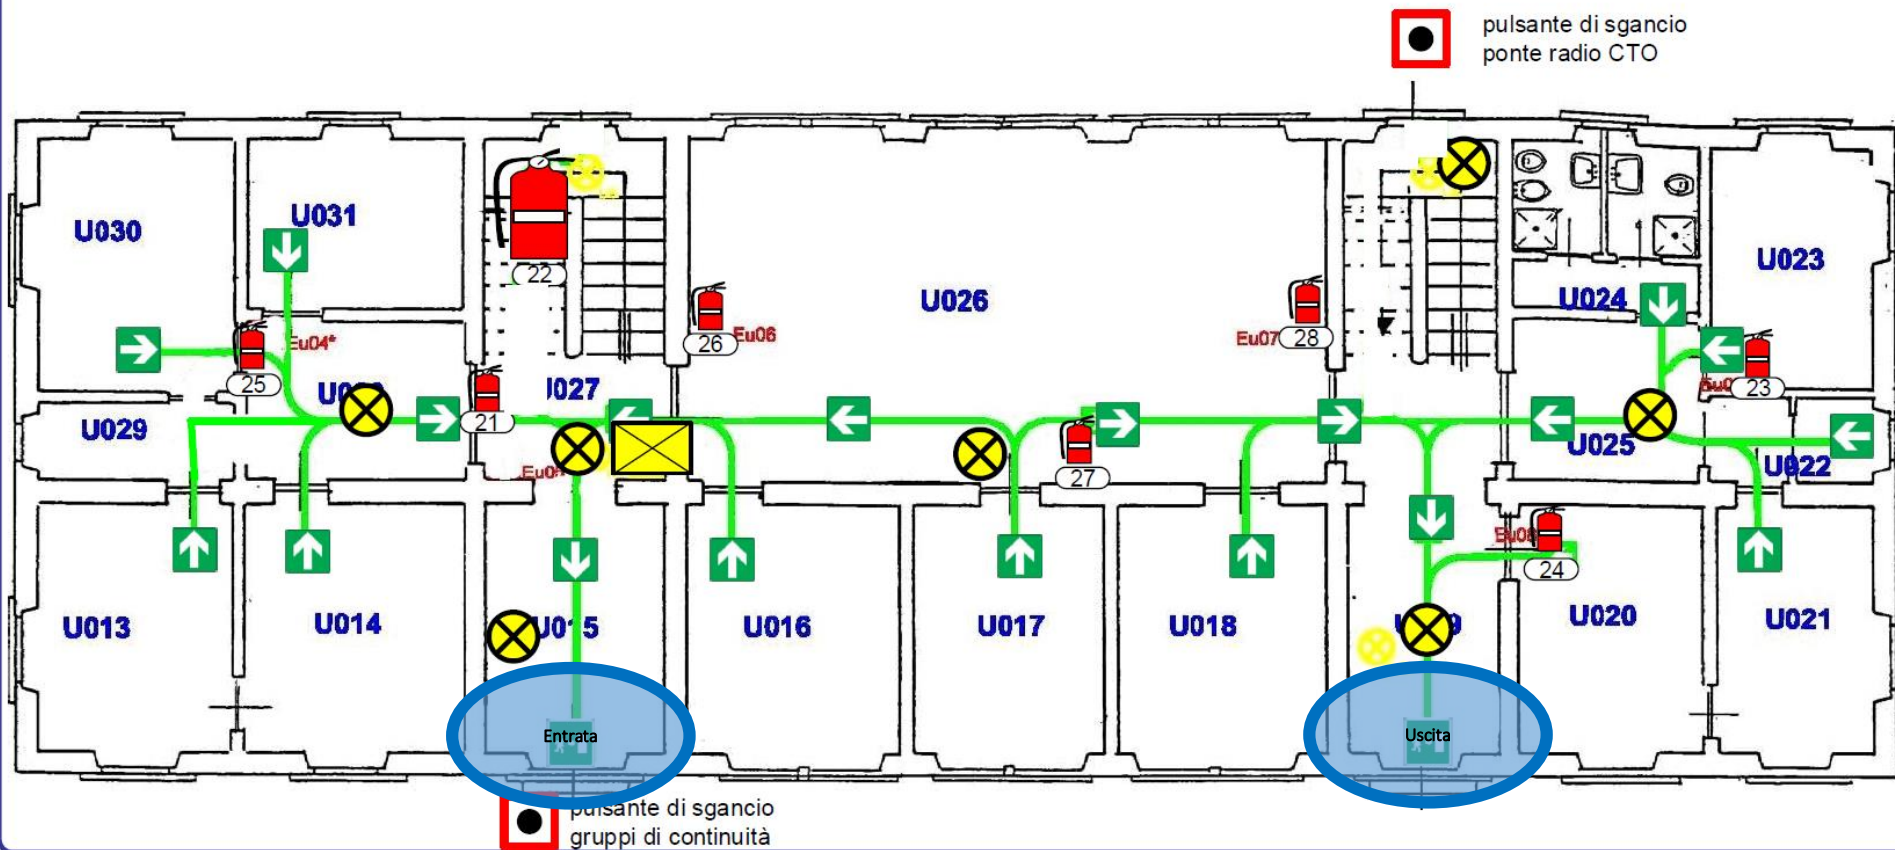 pulsante di sgancio
ponte radio CTO
U030
U031
22
U026
U023
U024
26
Eu06
Eu07
28
Eu04*
25
23
U027
21
U029
U025
U022
27
24
U013
U014
U015
U016
U017
U018
U020
U021
Entrata
Uscita
pulsante di sgancio
gruppi di continuità